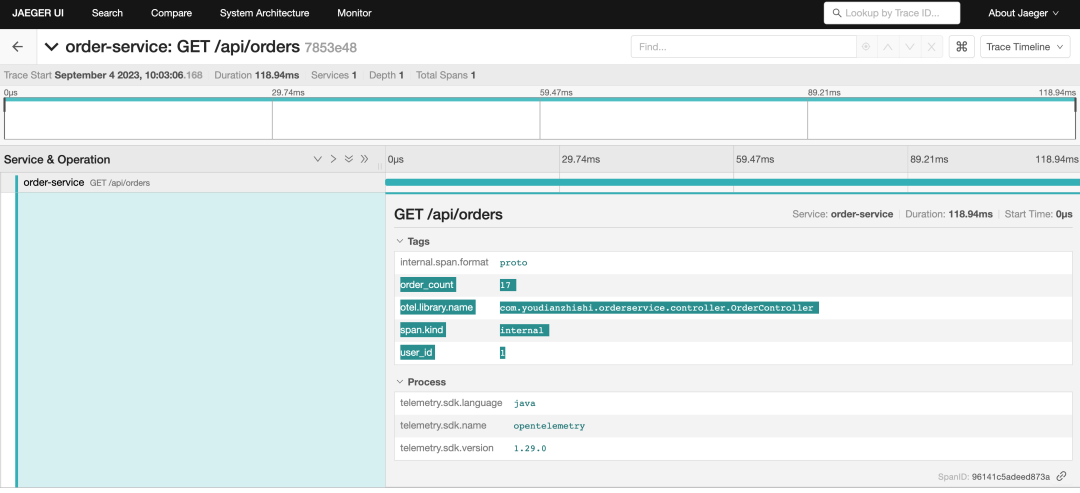 JAEGER UI Search Compare System Architecture Monitor Lookup by Trace ID... About Jaeger
order-service: GET /api/orders 7853e48 Find... ⌘ Trace Timeline
Trace Start September 4 2023, 10:03:06.168 Duration 118.94ms Services 1 Depth 1 Total Spans 1
0μs 29.74ms 59.47ms 89.21ms 118.94ms
Service & Operation 0μs 29.74ms 59.47ms 89.21ms 118.94ms
order-service GET /api/orders
GET /api/orders Service: order-service Duration: 118.94ms Start Time: 0μs
Tags
internal.span.format proto
order_count 17
otel.library.name com.youdianzhishi.orderservice.controller.OrderController
span.kind internal
user_id 1
Process
telemetry.sdk.language java
telemetry.sdk.name opentelemetry
telemetry.sdk.version 1.29.0
SpanID: 96141c5adeed873a